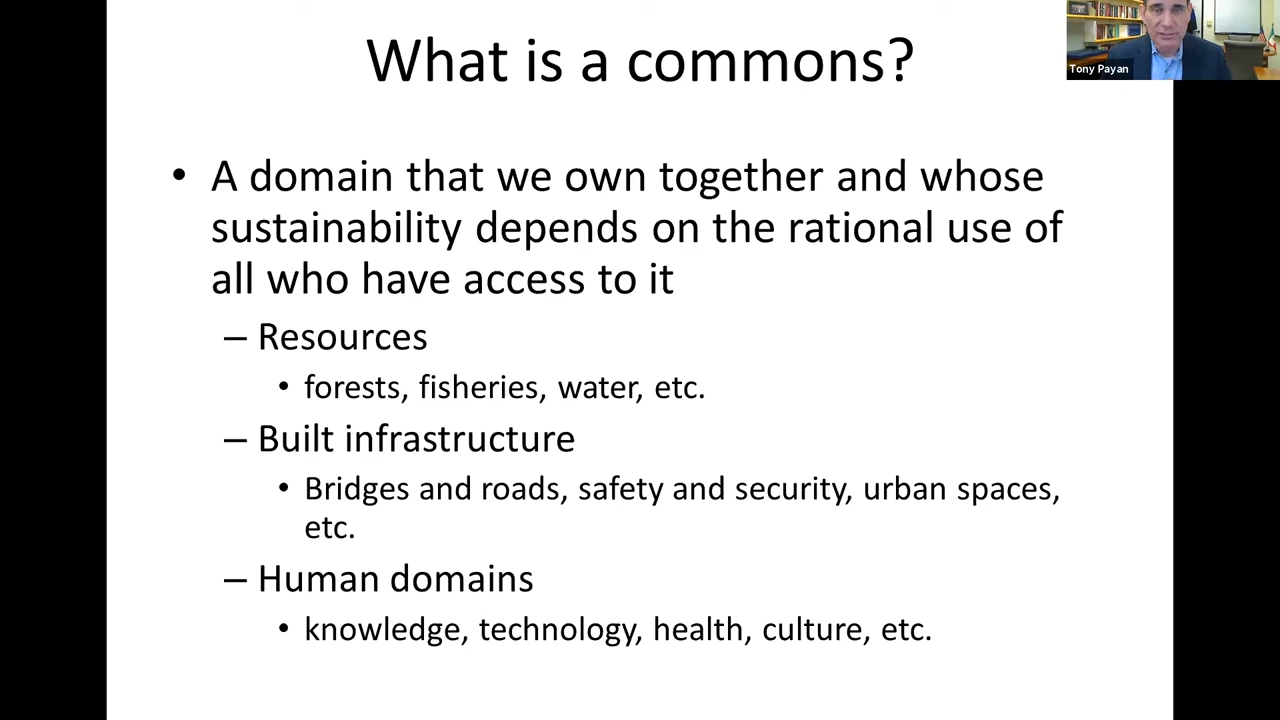 What is a commons?
Tony Payan
• A domain that we own together and whose
sustainability depends on the rational use of
all who have access to it
– Resources
• forests, fisheries, water, etc.
– Built infrastructure
• Bridges and roads, safety and security, urban spaces,
etc.
– Human domains
• knowledge, technology, health, culture, etc.